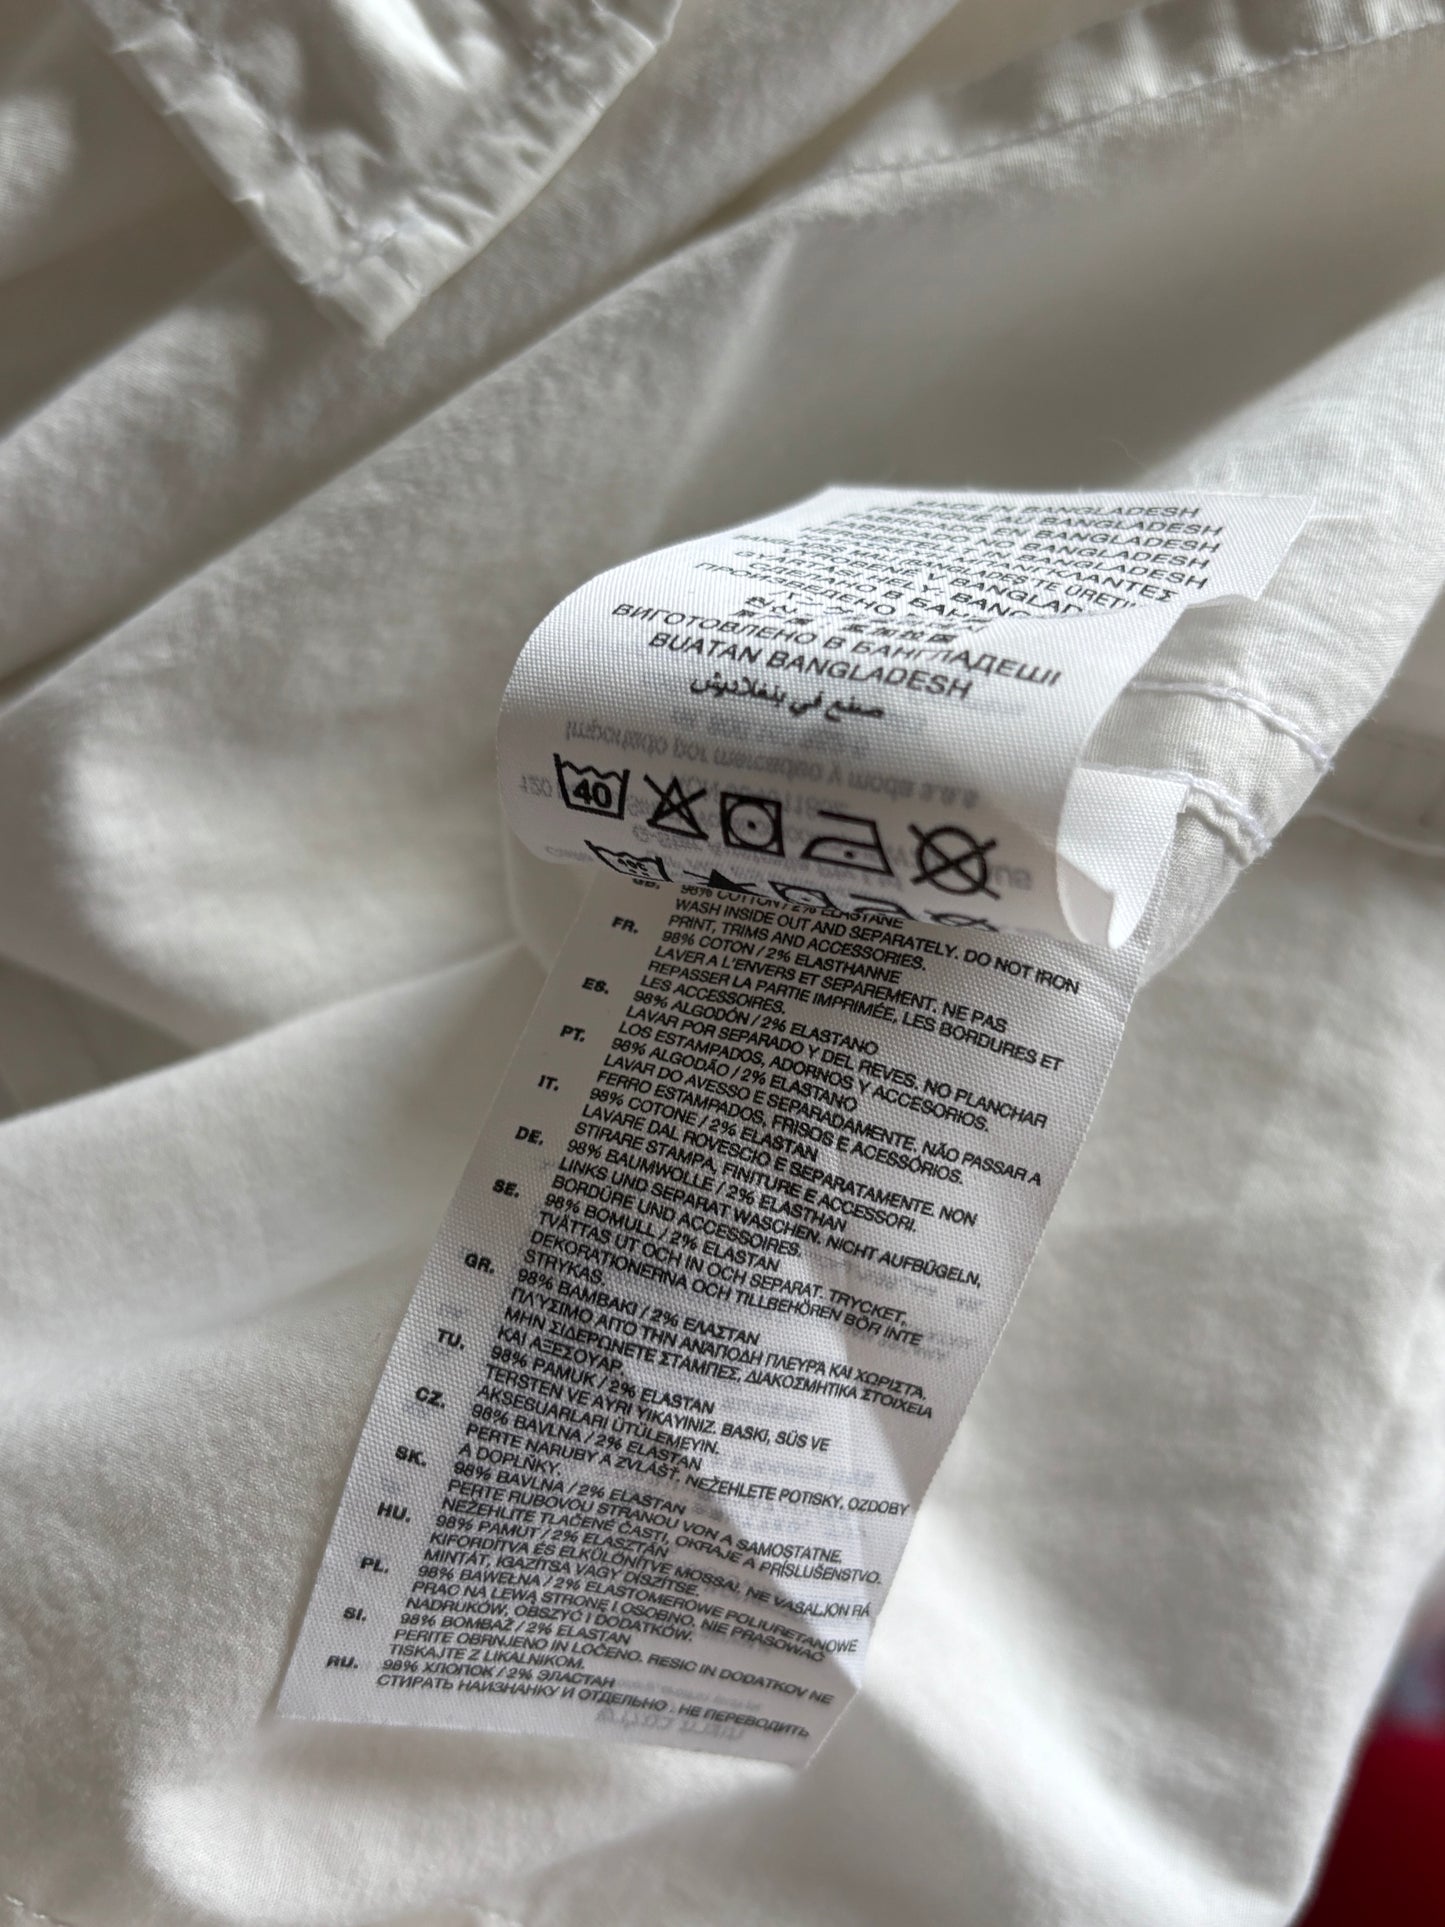 IN BANGLADESH
BANGLADESH
BANGLADESH
BANGLADESH
ΜΠΑΝΓΚΛΑΝΤΕΣ
ВИГОТОВЛЕНО В БАНГЛАДЕШІ
BUATAN BANGLADESH
صنع في بنغلاديش
40
98% COTTON / 2% ELASTANE
WASH INSIDE OUT AND SEPARATELY. DO NOT IRON
PRINT, TRIMS AND ACCESSORIES.
FR. 98% COTON / 2% ELASTHANNE
LAVER A L'ENVERS ET SEPAREMENT. NE PAS
REPASSER LA PARTIE IMPRIMÉE, LES BORDURES ET
LES ACCESSOIRES.
ES. 98% ALGODÓN / 2% ELASTANO
LAVAR POR SEPARADO Y DEL REVES. NO PLANCHAR
LOS ESTAMPADOS, ADORNOS Y ACCESORIOS.
PT. 98% ALGODÃO / 2% ELASTANO
LAVAR DO AVESSO E SEPARADAMENTE. NÃO PASSAR A
FERRO ESTAMPADOS, FRISOS E ACESSÓRIOS.
IT. 98% COTONE / 2% ELASTAN
LAVARE DAL ROVESCIO E SEPARATAMENTE. NON
STIRARE STAMPA, FINITURE E ACCESSORI.
DE. 98% BAUMWOLLE / 2% ELASTHAN
LINKS UND SEPARAT WASCHEN. NICHT AUFBÜGELN,
BORDÜRE UND ACCESSOIRES.
SE. 98% BOMULL / 2% ELASTAN
TVÄTTAS UT OCH IN OCH SEPARAT. TRYCKET,
DEKORATIONERNA OCH TILLBEHÖREN BÖR INTE
STRYKAS.
GR. 98% ΒΑΜΒΑΚΙ / 2% ΕΛΑΣΤΑΝ
ΠΛΎΣΙΜΟ ΑΠΟ ΤΗΝ ΑΝΑΠΟΔΗ ΠΛΕΥΡΑ ΚΑΙ ΧΩΡΙΣΤΑ.
ΜΗΝ ΣΙΔΕΡΩΝΕΤΕ ΣΤΑΜΠΕΣ, ΔΙΑΚΟΣΜΗΤΙΚΑ ΣΤΟΙΧΕΙΑ
ΚΑΙ ΑΞΕΣΟΥΑΡ.
TU. 98% PAMUK / 2% ELASTAN
TERSTEN VE AYRI YIKAYINIZ. BASKI, SÜS VE
AKSESUARLARI ÜTÜLEMEYIN.
CZ. 98% BAVLNA / 2% ELASTAN
PERTE NARUBY A ZVLÁŠŤ. NEŽEHLETE POTISKY, OZDOBY
A DOPLŇKY.
SK. 98% BAVLNA / 2% ELASTAN
PERTE RUBOVOU STRANOU VON A SAMOSTATNE.
NEŽEHLITE TLAČENÉ ČASTI, OKRAJE A PRÍSLUŠENSTVO.
HU. 98% PAMUT / 2% ELASZTÁN
KIFORDÍTVA ÉS ELKÜLÖNÍTVE MOSSA!. NE VASALJON RÁ
MINTÁT, IGAZÍTSA VAGY DÍSZÍTSE.
PL. 98% BAWEŁNA / 2% ELASTOMEROWE POLIURETANOWE
PRAĆ NA LEWĄ STRONĘ I OSOBNO. NIE PRASOWAĆ
NADRUKÓW, OBSZYĆ I DODATKÓW.
SI. 98% BOMBAŽ / 2% ELASTAN
PERITE OBRNJENO IN LOČENO. RESIC IN DODATKOV NE
TISKAJTE Z LIKALNIKOM.
RU. 98% ХЛОПОК / 2% ЭЛАСТАН
СТИРАТЬ НАИЗНАНКУ И ОТДЕЛЬНО . НЕ ПЕРЕВОДИТЬ